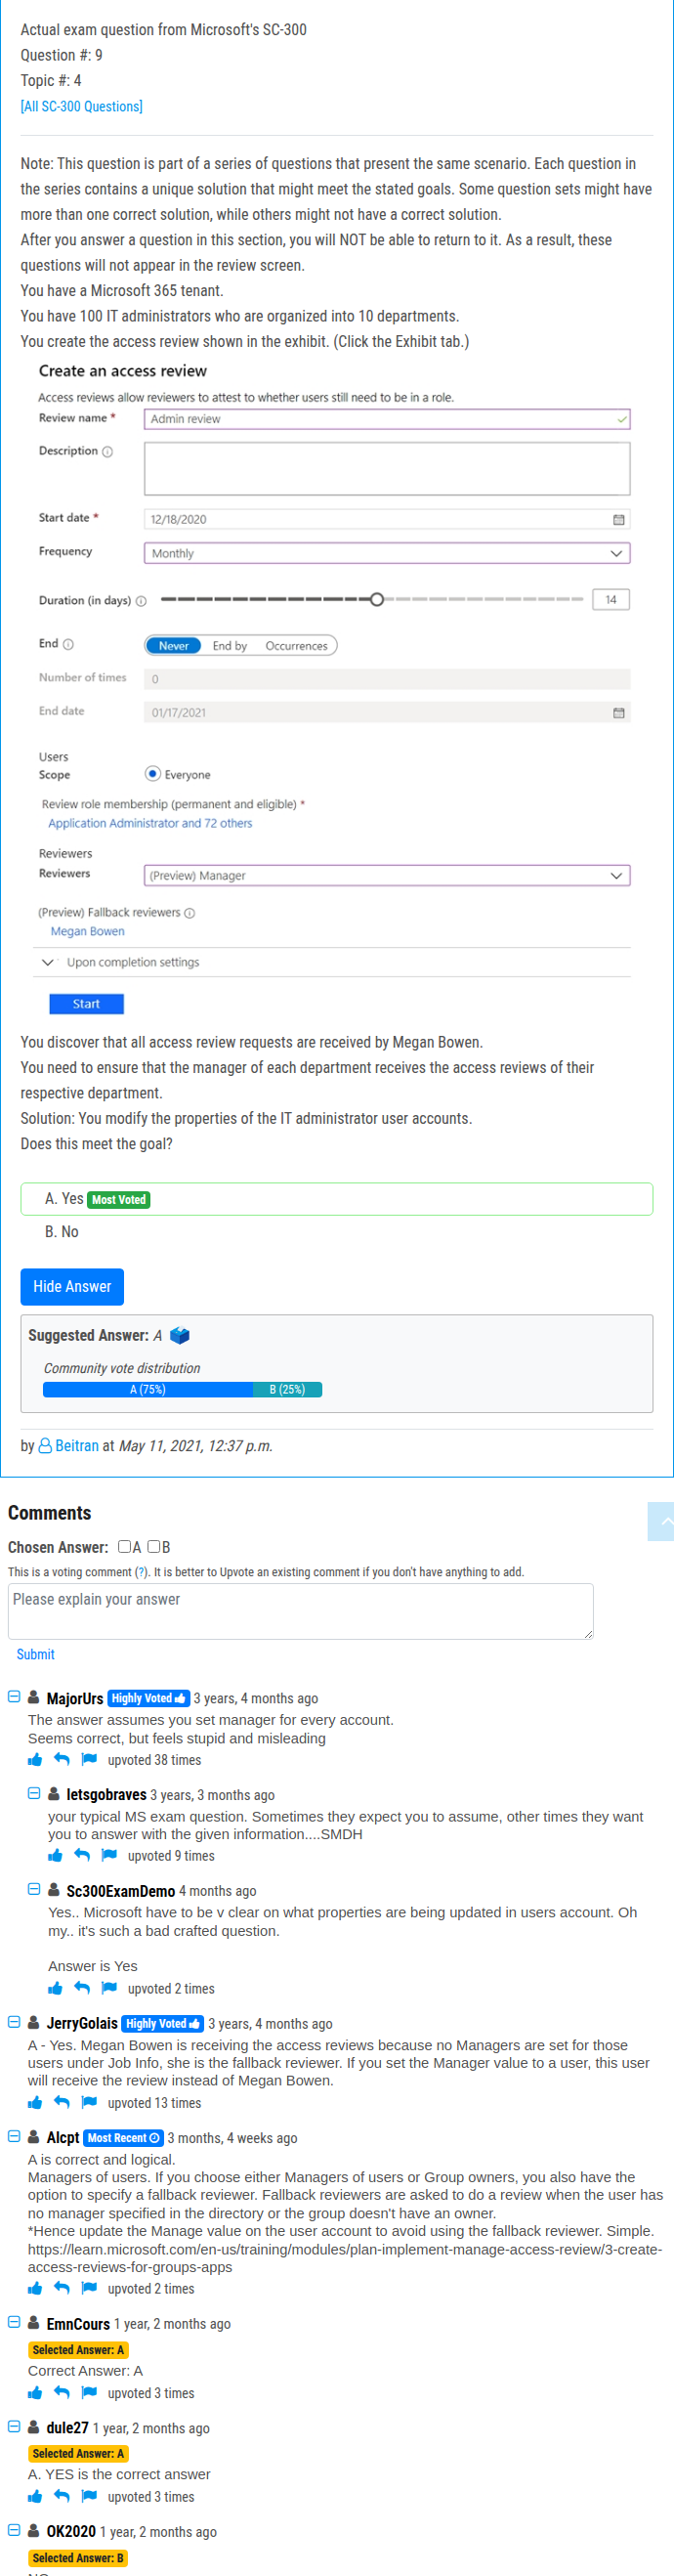 Actual exam question from Microsoft's SC-300
Question #: 9
Topic #: 4
[All SC-300 Questions]
Note: This question is part of a series of questions that present the same scenario. Each question in
the series contains a unique solution that might meet the stated goals. Some question sets might have
more than one correct solution, while others might not have a correct solution.
After you answer a question in this section, you will NOT be able to return to it. As a result, these
questions will not appear in the review screen.
You have a Microsoft 365 tenant.
You have 100 IT administrators who are organized into 10 departments.
You create the access review shown in the exhibit. (Click the Exhibit tab.)
Create an access review
Access reviews allow reviewers to attest to whether users still need to be in a role.
Review name * Admin review
Description
Start date * 12/18/2020
Frequency Monthly
Duration (in days) 14
End Never End by Occurrences
Number of times 0
End date 01/17/2021
Users
Scope Everyone
Review role membership (permanent and eligible) *
Application Administrator and 72 others
Reviewers
Reviewers (Preview) Manager
(Preview) Fallback reviewers
Megan Bowen
Upon completion settings
Start
You discover that all access review requests are received by Megan Bowen.
You need to ensure that the manager of each department receives the access reviews of their
respective department.
Solution: You modify the properties of the IT administrator user accounts.
Does this meet the goal?
A. Yes Most Voted
B. No
Hide Answer
Suggested Answer: A
Community vote distribution
A (75%) B (25%)
by Beitran at May 11, 2021, 12:37 p.m.
Comments
Chosen Answer: A B
This is a voting comment (?). It is better to Upvote an existing comment if you don't have anything to add.
Please explain your answer
Submit
MajorUrs Highly Voted 3 years, 4 months ago
The answer assumes you set manager for every account.
Seems correct, but feels stupid and misleading
upvoted 38 times
letsgobraves 3 years, 3 months ago
your typical MS exam question. Sometimes they expect you to assume, other times they want
you to answer with the given information....SMDH
upvoted 9 times
Sc300ExamDemo 4 months ago
Yes.. Microsoft have to be v clear on what properties are being updated in users account. Oh
my.. it's such a bad crafted question.
Answer is Yes
upvoted 2 times
JerryGolais Highly Voted 3 years, 4 months ago
A - Yes. Megan Bowen is receiving the access reviews because no Managers are set for those
users under Job Info, she is the fallback reviewer. If you set the Manager value to a user, this user
will receive the review instead of Megan Bowen.
upvoted 13 times
Alcpt Most Recent 3 months, 4 weeks ago
A is correct and logical.
Managers of users. If you choose either Managers of users or Group owners, you also have the
option to specify a fallback reviewer. Fallback reviewers are asked to do a review when the user has
no manager specified in the directory or the group doesn't have an owner.
*Hence update the Manage value on the user account to avoid using the fallback reviewer. Simple.
https://learn.microsoft.com/en-us/training/modules/plan-implement-manage-access-review/3-create-
access-reviews-for-groups-apps
upvoted 2 times
EmnCours 1 year, 2 months ago
Selected Answer: A
Correct Answer: A
upvoted 3 times
dule27 1 year, 2 months ago
Selected Answer: A
A. YES is the correct answer
upvoted 3 times
OK2020 1 year, 2 months ago
Selected Answer: B